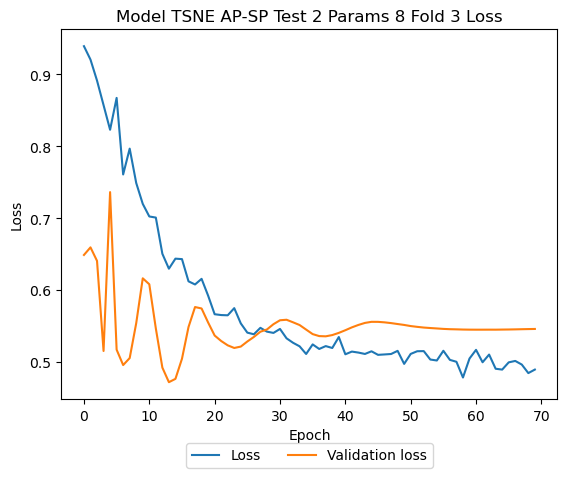 Model TSNE AP-SP Test 2 Params 8 Fold 3 Loss
0.9
0.8
0.7
0.6
0.5
Loss
0 10 20 30 40 50 60 70
Epoch
Loss Validation loss